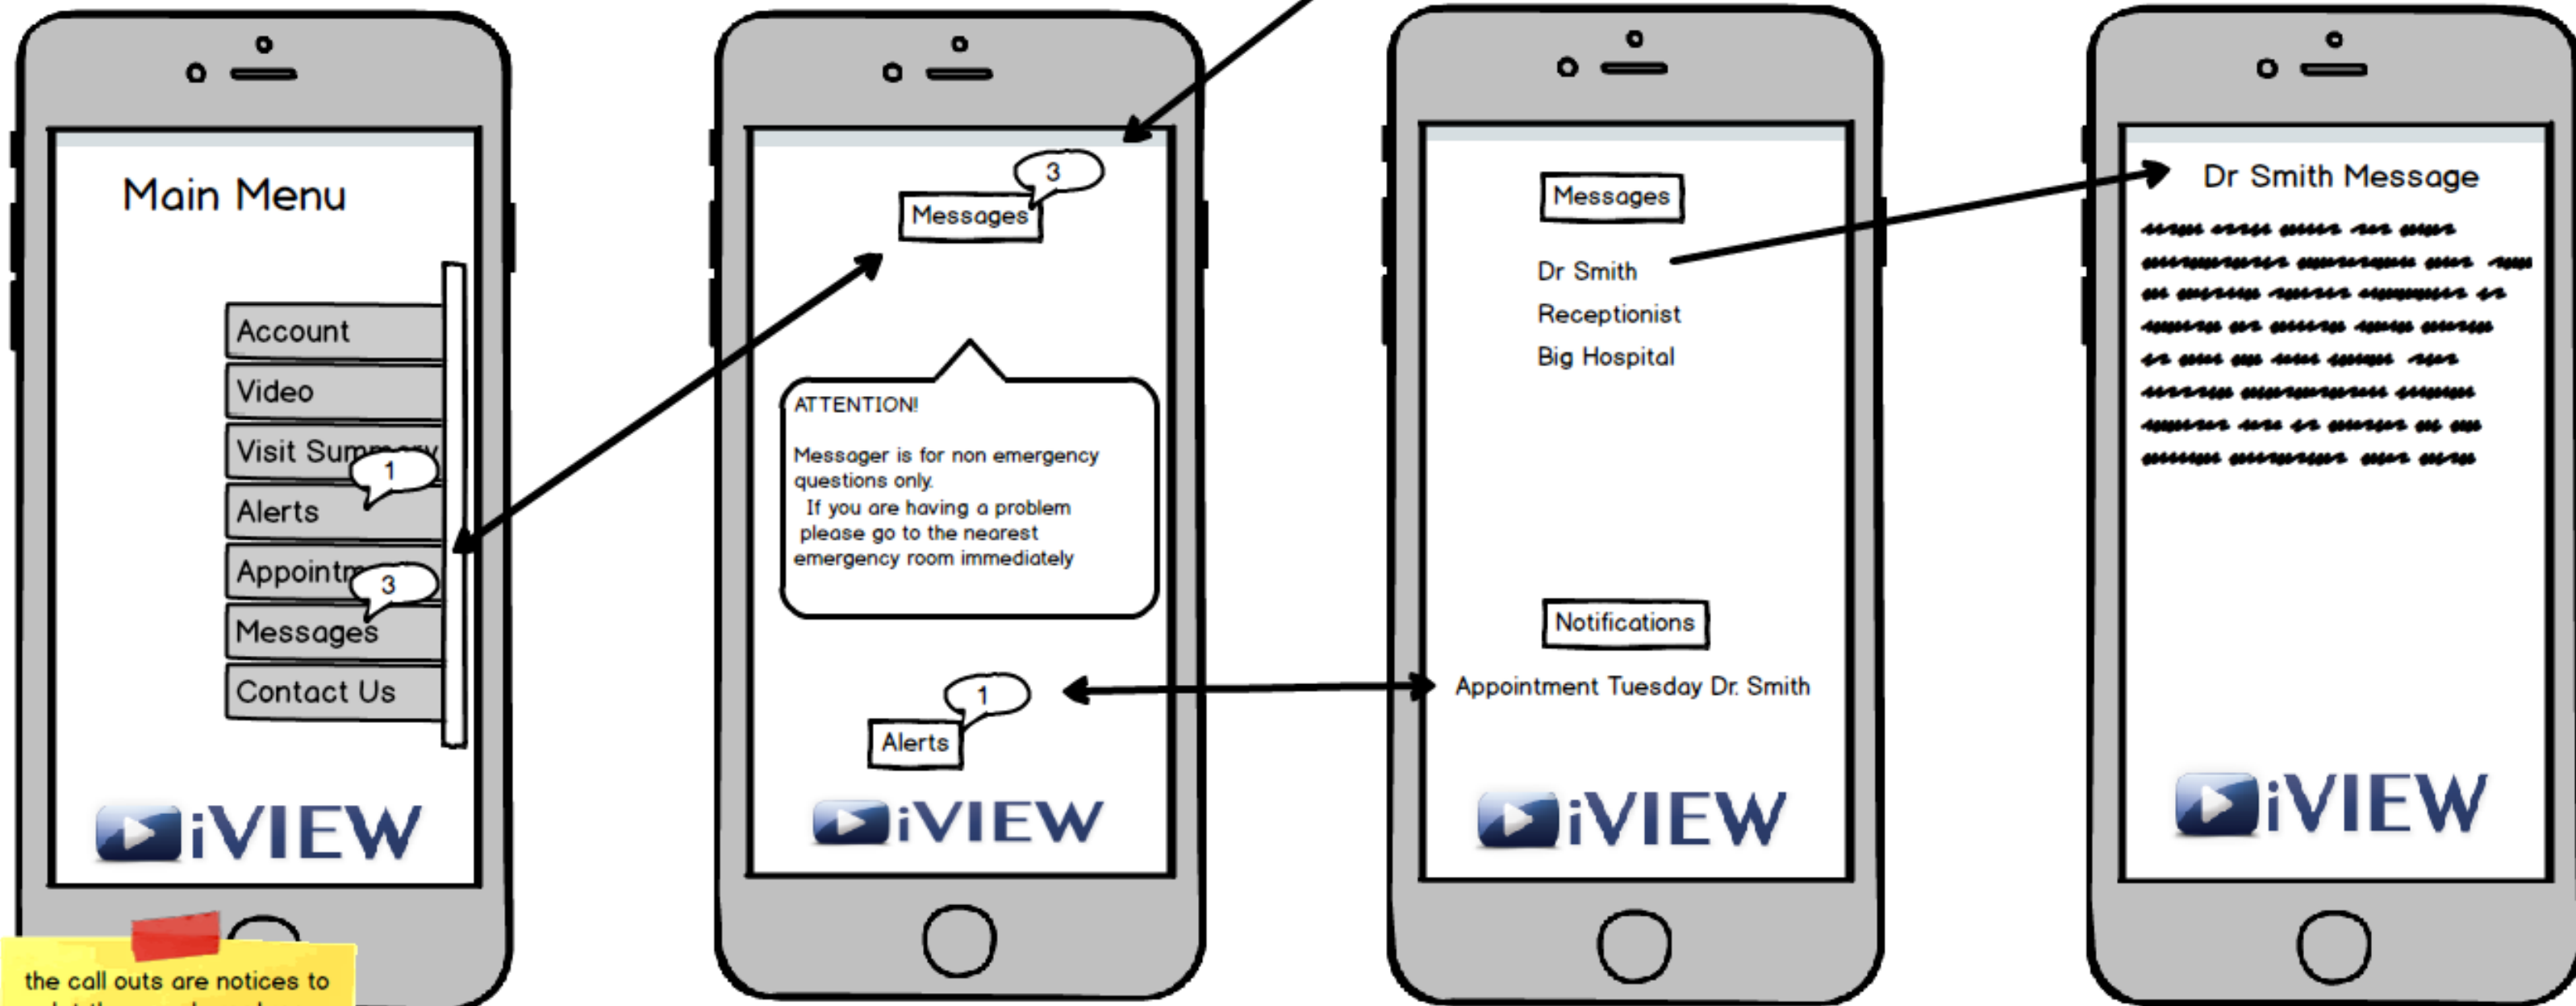 Main Menu
Account
Video
Visit Summary
1
Alerts
3
Messages
Contact Us
iVIEW
the call outs are notices to
3
Messages
ATTENTION!
Messager is for non emergency
questions only.
If you are having a problem
please go to the nearest
emergency room immediately
1
Alerts
iVIEW
Messages
Dr Smith
Receptionist
Big Hospital
Notifications
Appointment Tuesday Dr. Smith
iVIEW
Dr Smith Message
iVIEW